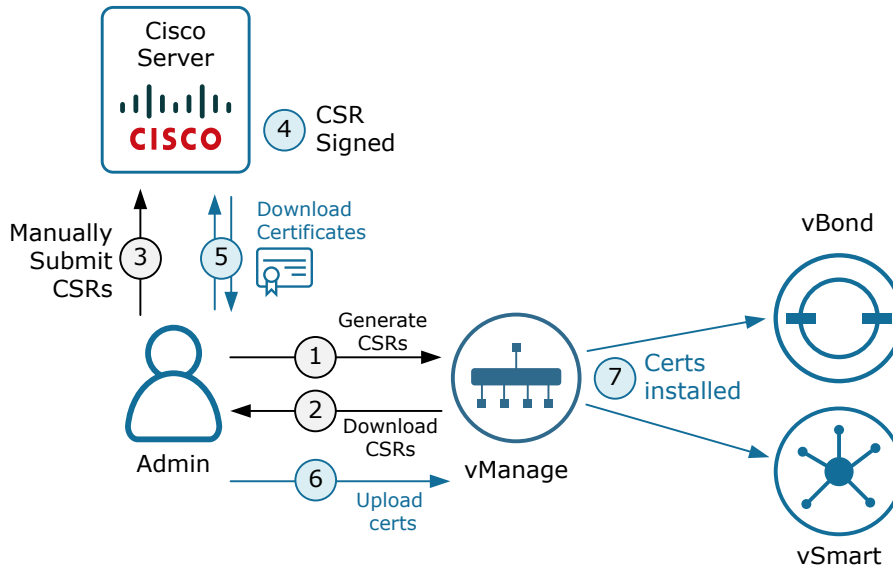 Cisco
Server
CISCO
4
CSR
Signed
Manually
Submit
CSRs
3
5
Download
Certificates
vBond
1
Generate
CSRs
2
Download
CSRs
7
Certs
installed
Admin
vManage
6
Upload
certs
vSmart